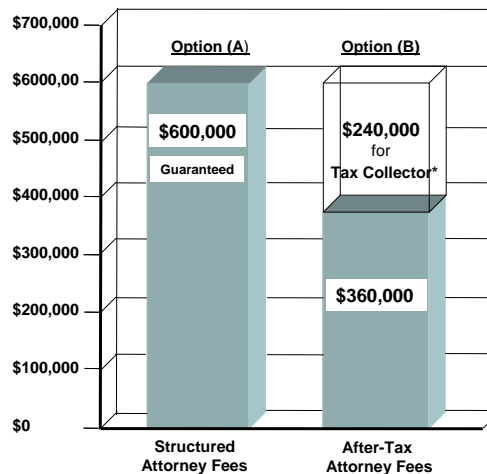 $700,000
$6000,00
$500,000
$400,000
$300,000
$200,000
$100,000
$0
Option (A)
$600,000
Guaranteed
Structured
Attorney Fees
Option (B)
$240,000
for
Tax Collector*
$360,000
After-Tax
Attorney Fees